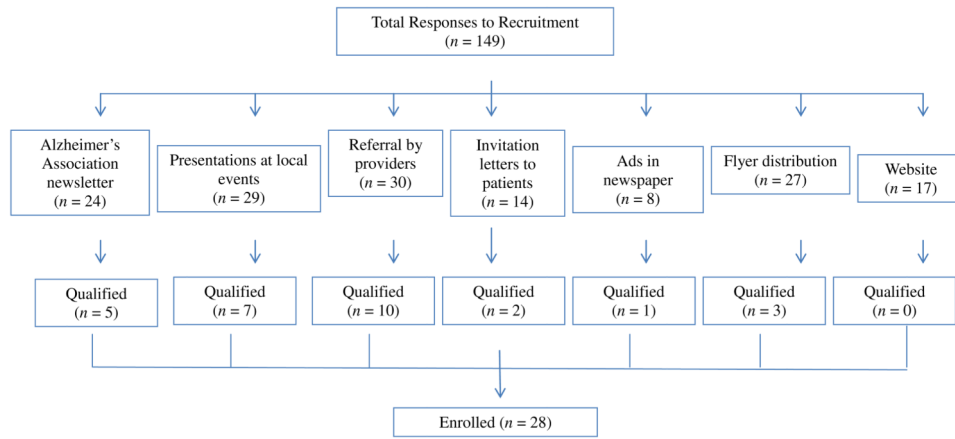 Total Responses to Recruitment
(n = 149)
Alzheimer's
Association
newsletter
(n = 24)
Presentations at local
events
(n = 29)
Referral by
providers
(n = 30)
Invitation
letters to
patients
(n = 14)
Ads in
newspaper
(n = 8)
Flyer distribution
(n = 27)
Website
(n = 17)
Qualified
(n = 5)
Qualified
(n = 7)
Qualified
(n = 10)
Qualified
(n = 2)
Qualified
(n = 1)
Qualified
(n = 3)
Qualified
(n = 0)
Enrolled (n = 28)